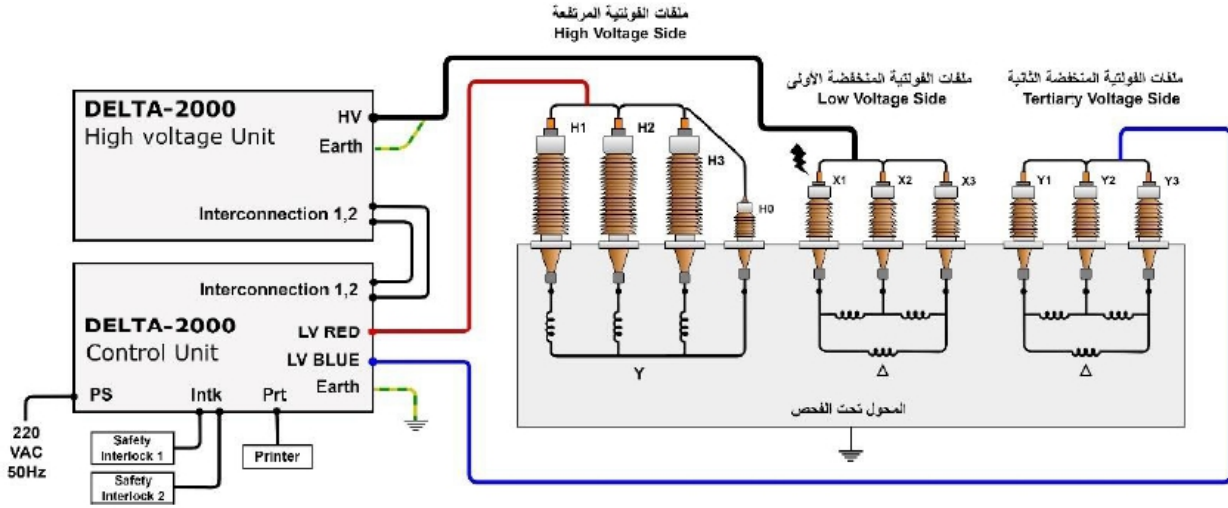 ملفات الفولتية المرتفعة
High Voltage Side
ملفات الفولتية المنخفضة الأولى
Low Voltage Side
ملفات الفولتية المنخفضة الثانية
Tertiarty Voltage Side
DELTA-2000
High voltage Unit
HV
Earth
Interconnection 1,2
H1
H2
H3
H0
X1
X2
X3
Y1
Y2
Y3
Interconnection 1,2
DELTA-2000
Control Unit
LV RED
LV BLUE
Earth
PS
Intk
Prt
220
VAC
50Hz
Safety
Interlock 1
Safety
Interlock 2
Printer
Y
Δ
Δ
المحول تحت الفحص